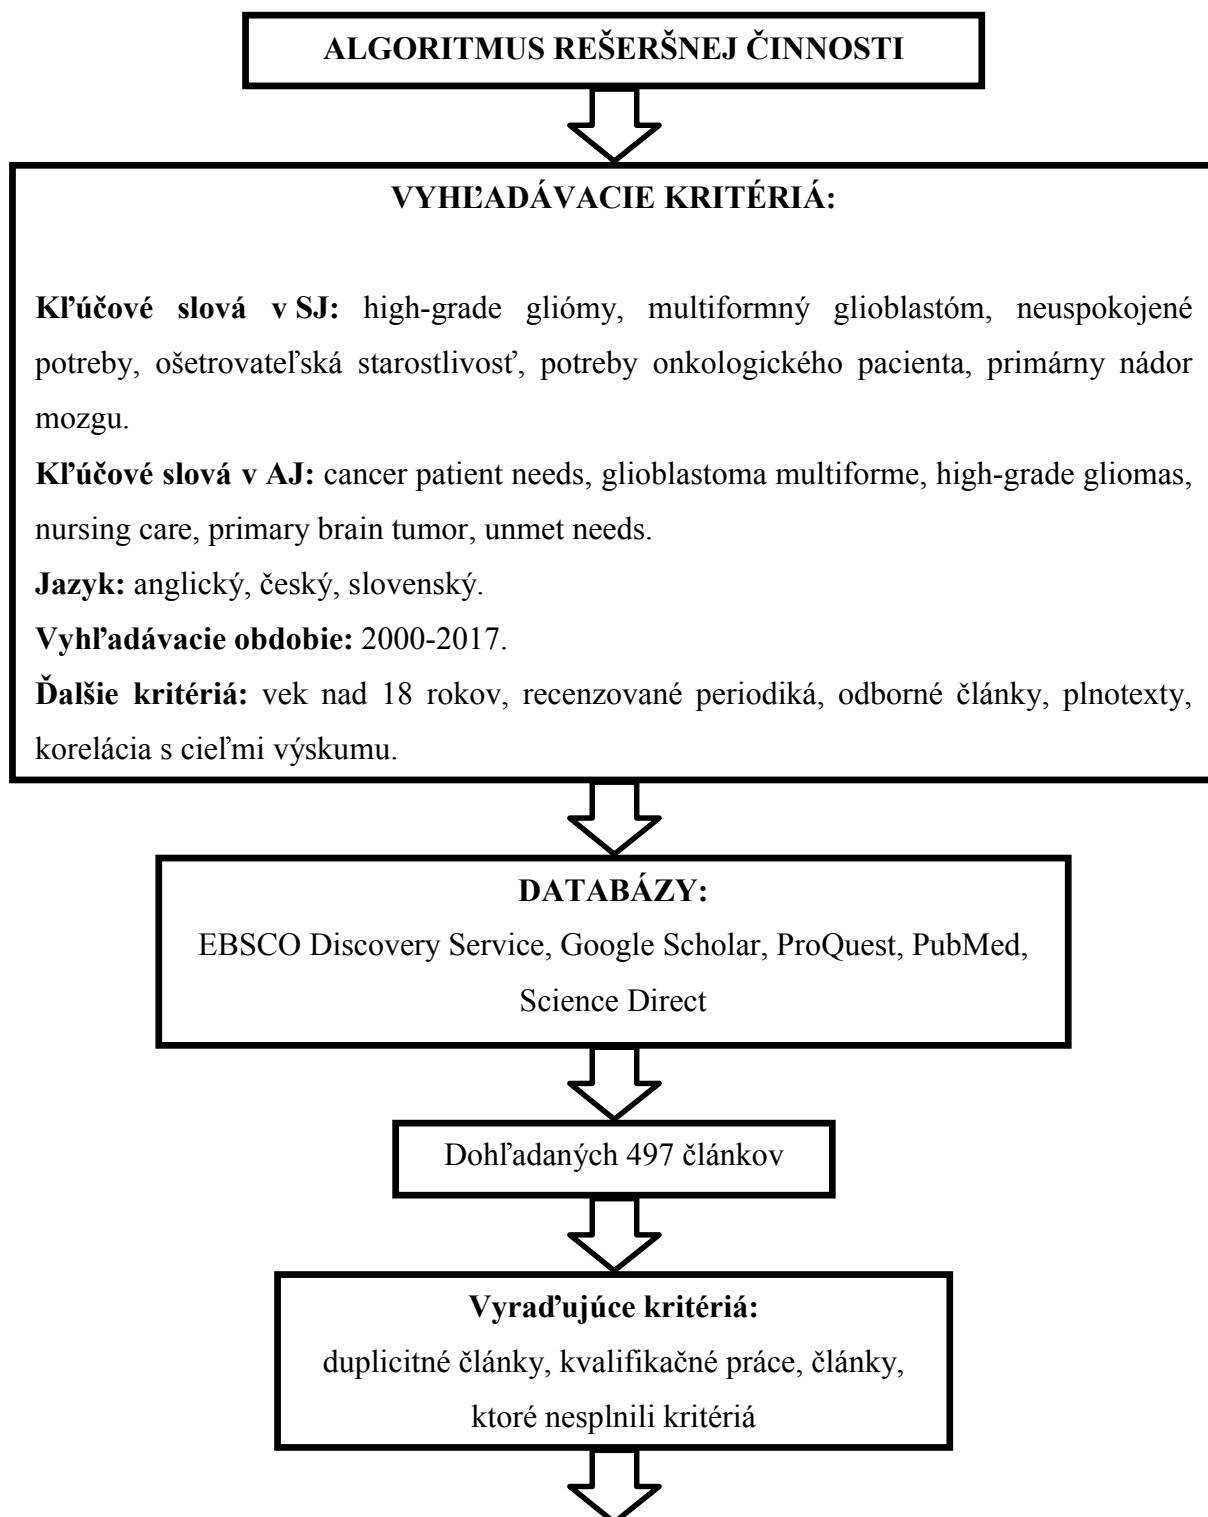 ALGORITMUS REŠERŠNEJ ČINNOSTI
VYHĽADÁVACIE KRITÉRIÁ:
Kľúčové slová v SJ: high-grade gliómy, multiformný glioblastóm, neuspokojené
potreby, ošetrovateľská starostlivosť, potreby onkologického pacienta, primárny nádor
mozgu.
Kľúčové slová v AJ: cancer patient needs, glioblastoma multiforme, high-grade gliomas,
nursing care, primary brain tumor, unmet needs.
Jazyk: anglický, český, slovenský.
Vyhľadávacie obdobie: 2000-2017.
Ďalšie kritériá: vek nad 18 rokov, recenzované periodiká, odborné články, plnotexty,
korelácia s cieľmi výskumu.
DATABÁZY:
EBSCO Discovery Service, Google Scholar, ProQuest, PubMed,
Science Direct
Dohľadaných 497 článkov
Vyraďujúce kritériá:
duplicitné články, kvalifikačné práce, články,
ktoré nesplnili kritériá